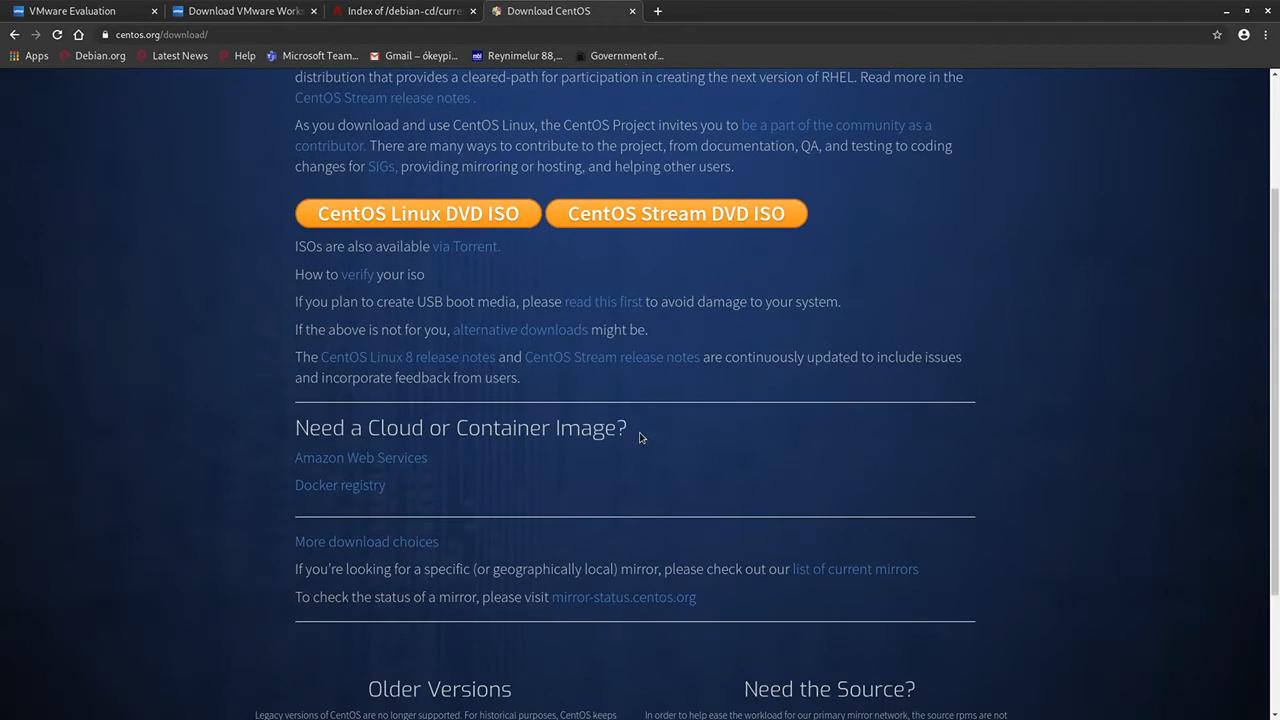 VMware Evaluation
Download VMware Works
Index of /debian-cd/curre
Download CentOS
centos.org/download/
Apps
Debian.org
Latest News
Help
Microsoft Team...
Gmail – ókeypi...
Reynimelur 88,...
Government of...
distribution that provides a cleared-path for participation in creating the next version of RHEL. Read more in the
CentOS Stream release notes .
As you download and use CentOS Linux, the CentOS Project invites you to be a part of the community as a
contributor. There are many ways to contribute to the project, from documentation, QA, and testing to coding
changes for SIGs, providing mirroring or hosting, and helping other users.
CentOS Linux DVD ISO
CentOS Stream DVD ISO
ISOs are also available via Torrent.
How to verify your iso
If you plan to create USB boot media, please read this first to avoid damage to your system.
If the above is not for you, alternative downloads might be.
The CentOS Linux 8 release notes and CentOS Stream release notes are continuously updated to include issues
and incorporate feedback from users.
Need a Cloud or Container Image?
Amazon Web Services
Docker registry
More download choices
If you're looking for a specific (or geographically local) mirror, please check out our list of current mirrors
To check the status of a mirror, please visit mirror-status.centos.org
Older Versions
Legacy versions of CentOS are no longer supported. For historical purposes, CentOS keeps
Need the Source?
In order to help ease the workload for our primary mirror network, the source rpms are not